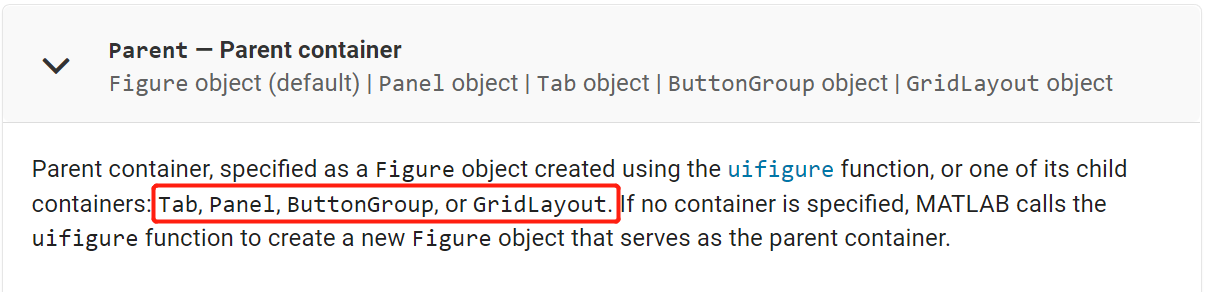 Parent — Parent container
Figure object (default) | Panel object | Tab object | ButtonGroup object | GridLayout object
Parent container, specified as a Figure object created using the uifigure function, or one of its child
containers: Tab, Panel, ButtonGroup, or GridLayout. If no container is specified, MATLAB calls the
uifigure function to create a new Figure object that serves as the parent container.